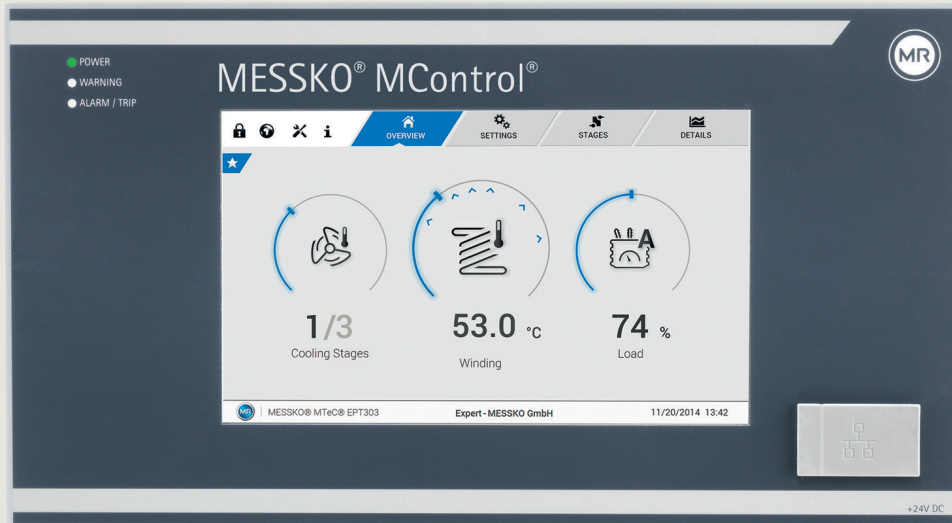 POWER
WARNING
ALARM / TRIP
MESSKO® MControl®
MR
OVERVIEW
SETTINGS
STAGES
DETAILS
A
1/3
Cooling Stages
53.0 °C
Winding
74 %
Load
MR
MESSKO® MTeC® EPT303
Expert - MESSKO GmbH
11/20/2014 13:42
+24V DC